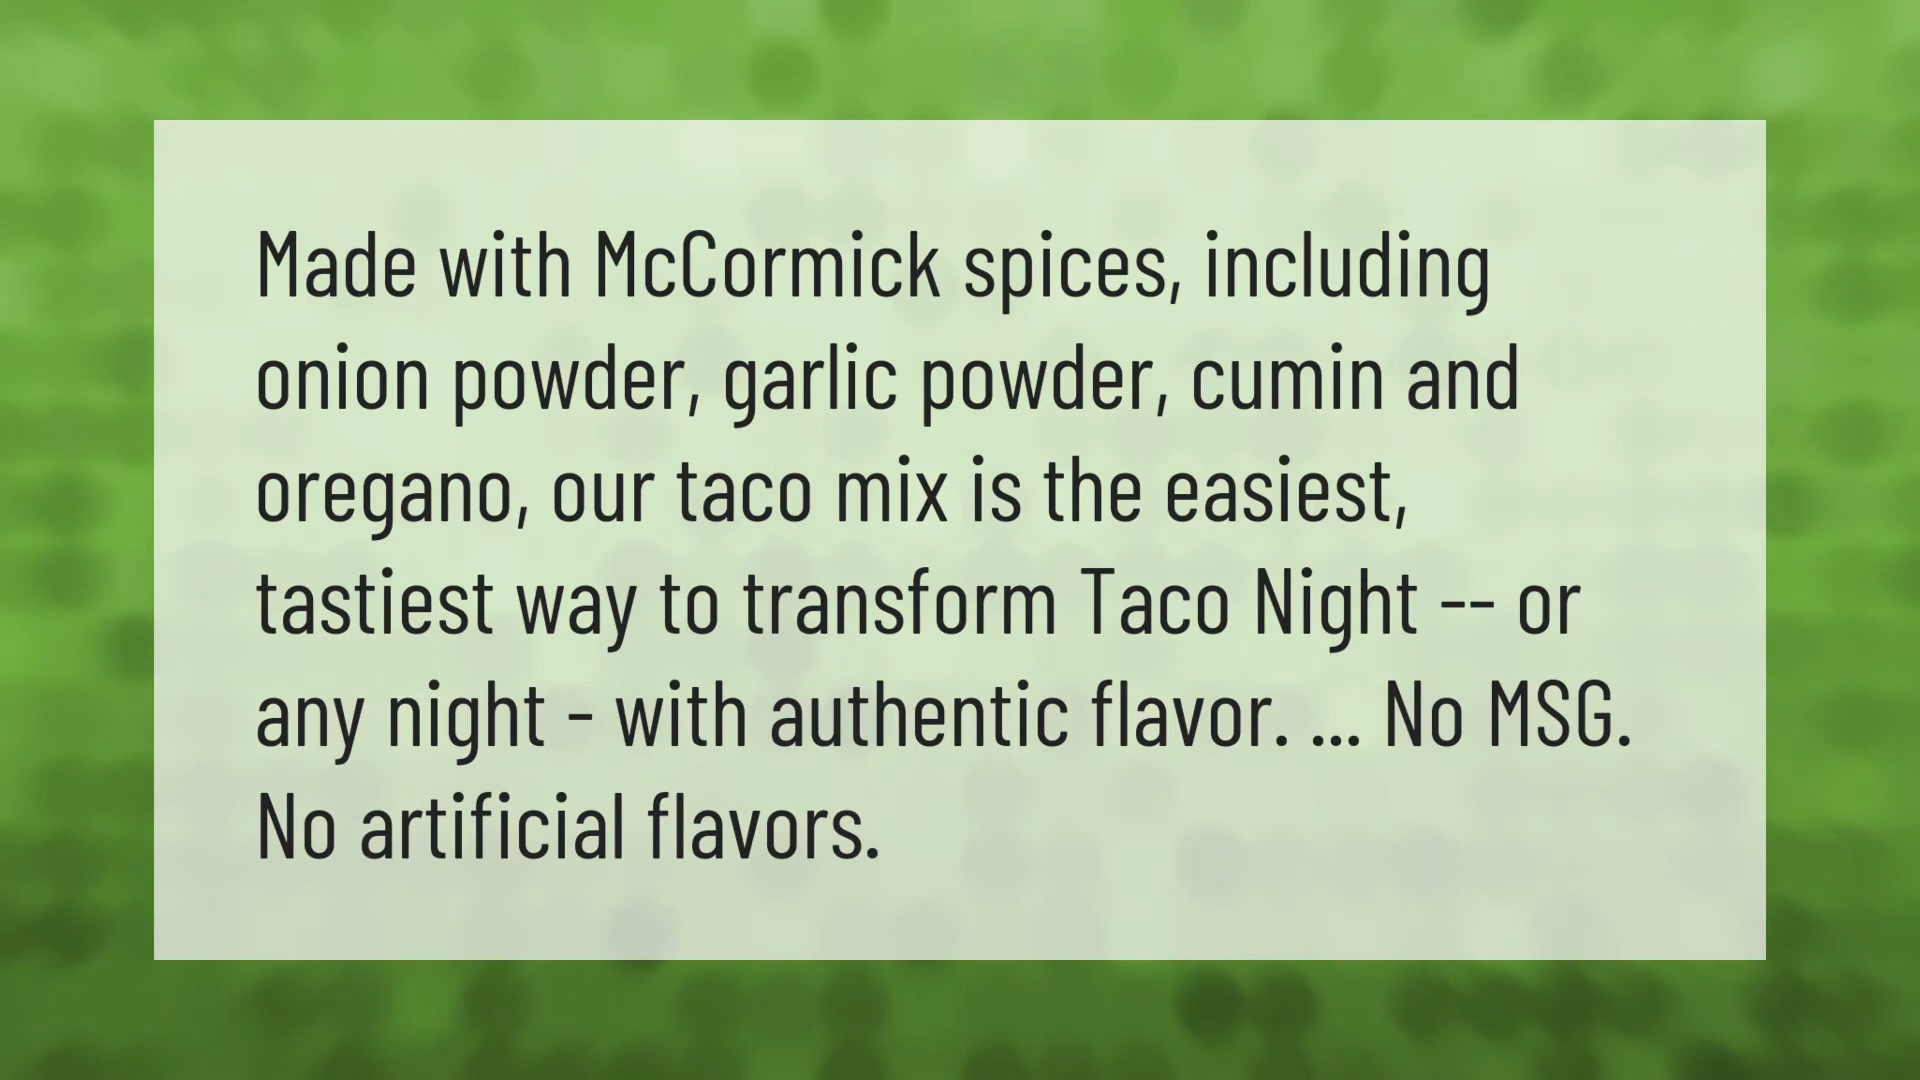 Made with McCormick spices, including
onion powder, garlic powder, cumin and
oregano, our taco mix is the easiest,
tastiest way to transform Taco Night -- or
any night - with authentic flavor. ... No MSG.
No artificial flavors.